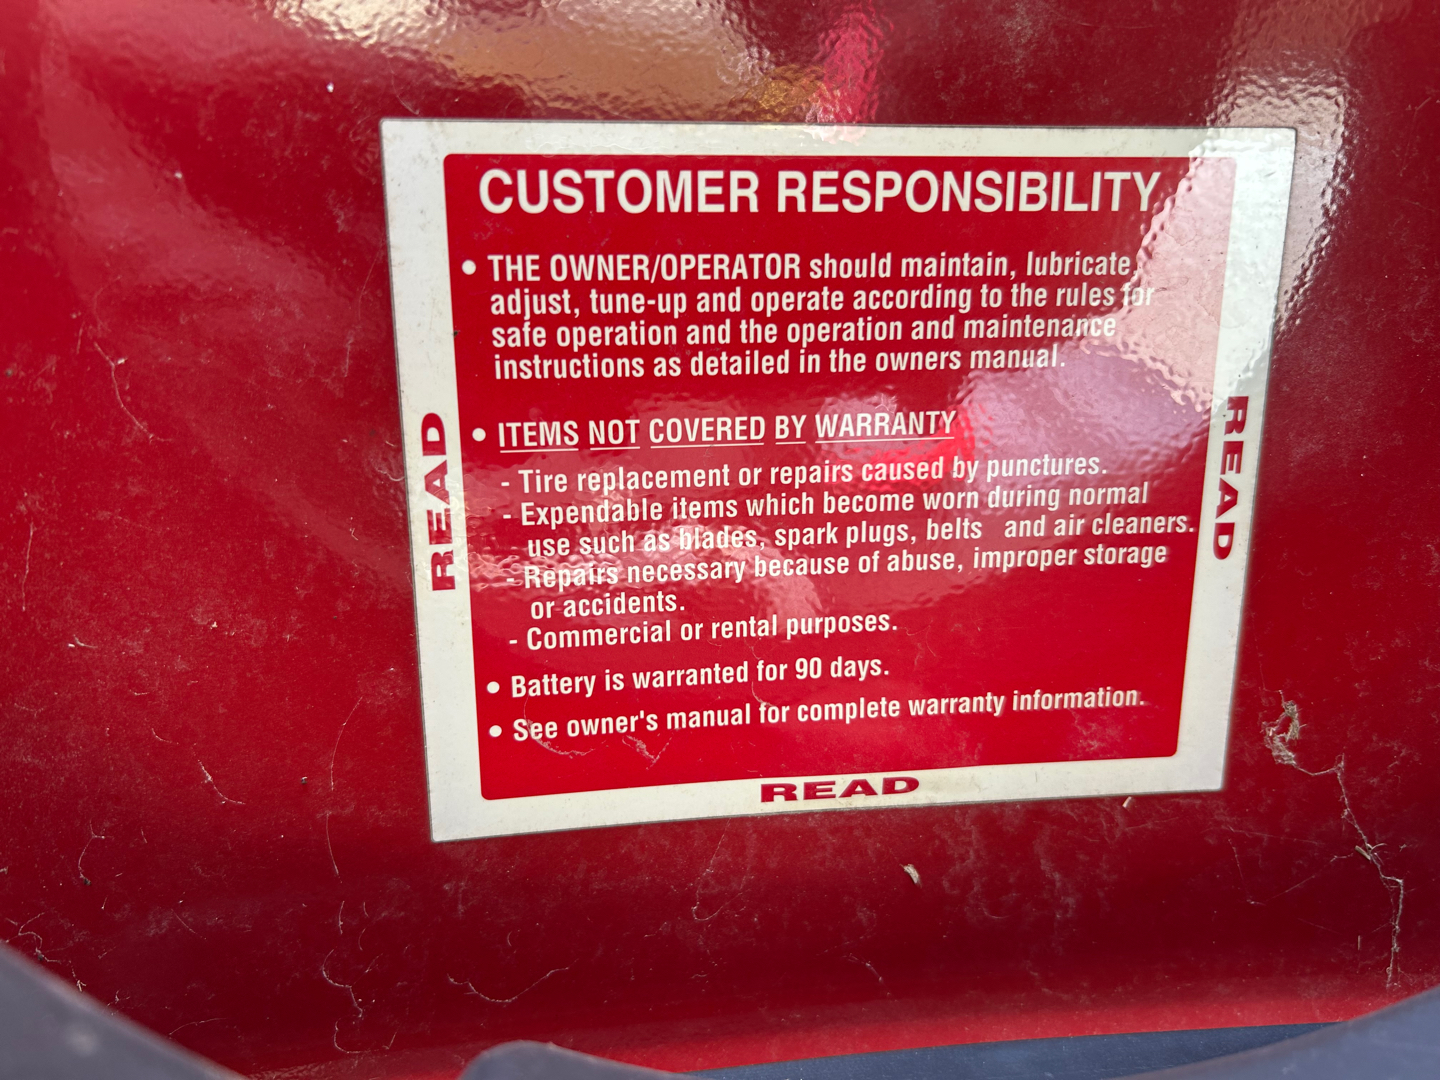 CUSTOMER RESPONSIBILITY
• THE OWNER/OPERATOR should maintain, lubricate,
adjust, tune-up and operate according to the rules for
safe operation and the operation and maintenance
instructions as detailed in the owners manual.
• ITEMS NOT COVERED BY WARRANTY
- Tire replacement or repairs caused by punctures.
- Expendable items which become worn during normal
use such as blades, spark plugs, belts and air cleaners.
- Repairs necessary because of abuse, improper storage
or accidents.
- Commercial or rental purposes.
• Battery is warranted for 90 days.
• See owner's manual for complete warranty information.
READ
READ
READ